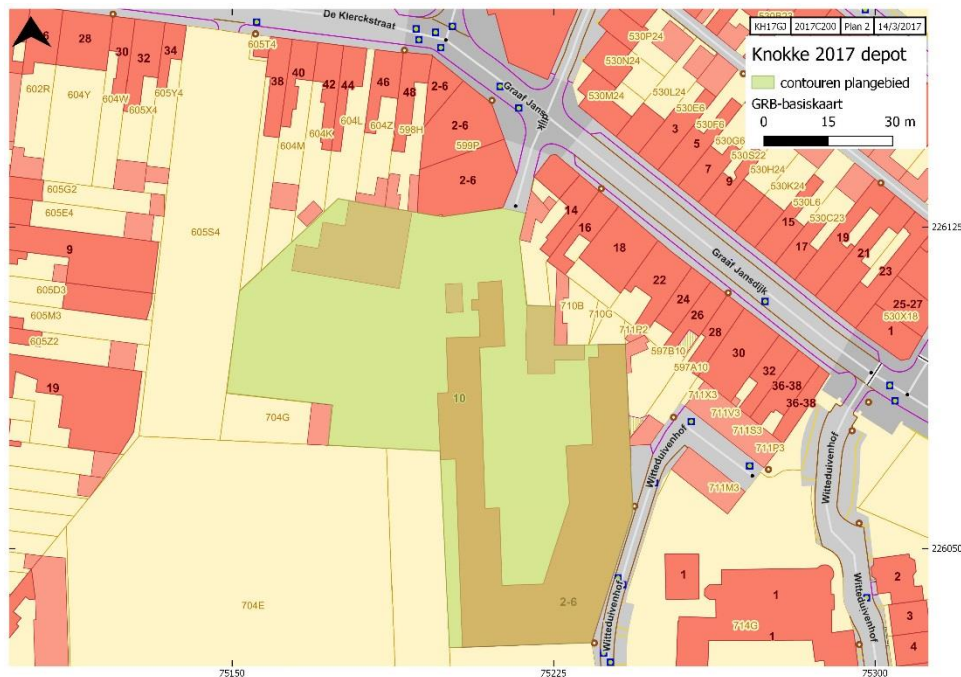 De Klerckstraat
KH17GJ 2017C200 Plan 2 14/3/2017
Knokke 2017 depot
contouren plangebied
GRB-basiskaart
0 15 30 m
28
30
32
34
602R
604Y
604W
605X4
605Y4
605T4
38
40
42
44
46
48
2-6
604M
604K
604L
604Z
598H
2-6
599P
2-6
Graaf Jansdijk
530P24
530N24
530M24
530L24
530E6
530F6
530G6
530S22
530H24
530K24
530L6
530C23
3
5
7
9
15
17
19
21
23
25-27
530X18
1
226125
226125
605G2
605E4
9
605S4
605D3
605M3
605Z2
19
14
16
18
22
24
26
28
30
32
36-38
36-38
Graaf Jansdijk
710B
710G
711P2
597B10
597A10
711X3
711V3
711S3
711P3
711M3
10
704G
704E
2-6
Witteduivenhof
Witteduivenhof
Witteduivenhof
Witteduivenhof
226050
226050
1
1
714G
1
2
3
4
75150
75225
75300